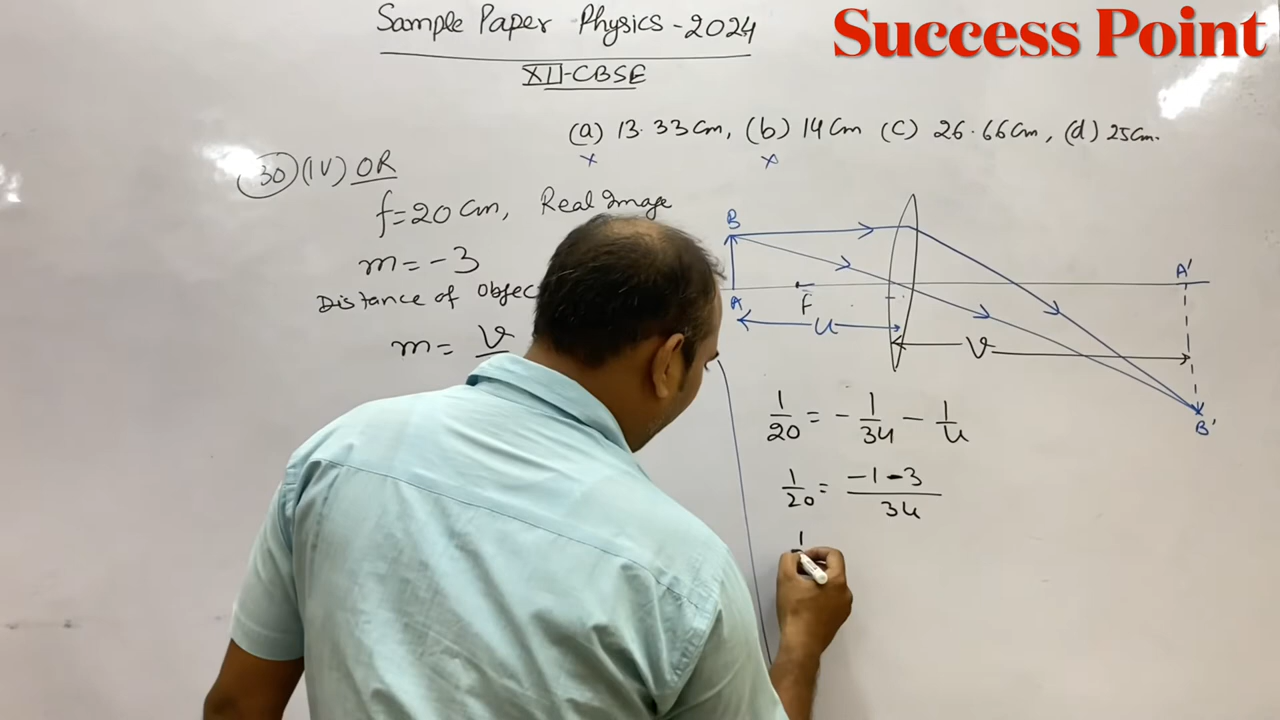 Sample Paper Physics - 2024
Success Point
XII-CBSE
(a) 13.33 Cm, (b) 14 Cm (c) 26.66 Cm, (d) 25 Cm.
x x
30 (IV) OR
f = 20 Cm, Real Image
m = -3
Distance of
m = v
B
A
F
A'
B'
u
v
1/20 = - 1/3u - 1/u
1/20 = (-1-3)/3u
1